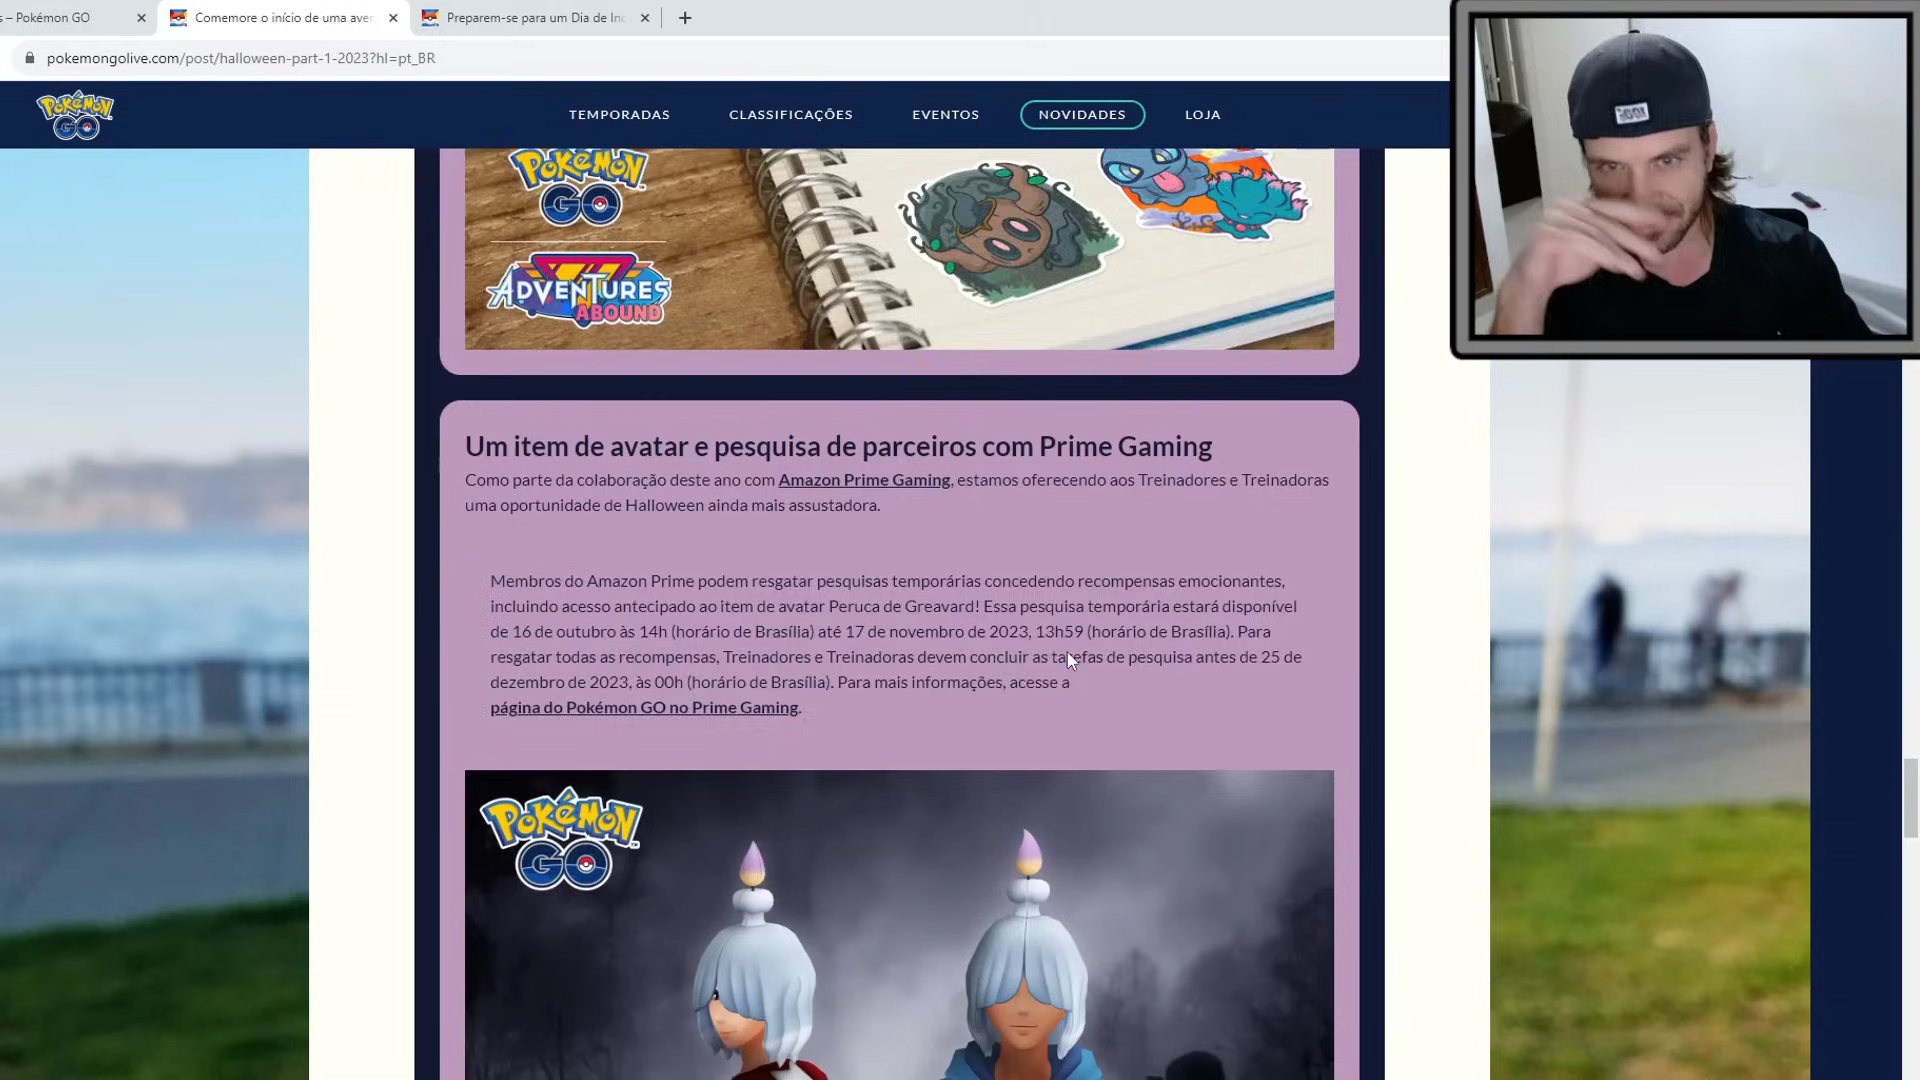 s – Pokémon GO
Comemore o início de uma aven
Preparem-se para um Dia de Inc
pokemongolive.com/post/halloween-part-1-2023?hl=pt_BR
POKÉMON GO
TEMPORADAS
CLASSIFICAÇÕES
EVENTOS
NOVIDADES
LOJA
POKÉMON
GO
ADVENTURES
ABOUND
Um item de avatar e pesquisa de parceiros com Prime Gaming
Como parte da colaboração deste ano com Amazon Prime Gaming, estamos oferecendo aos Treinadores e Treinadoras
uma oportunidade de Halloween ainda mais assustadora.
Membros do Amazon Prime podem resgatar pesquisas temporárias concedendo recompensas emocionantes,
incluindo acesso antecipado ao item de avatar Peruca de Greavard! Essa pesquisa temporária estará disponível
de 16 de outubro às 14h (horário de Brasília) até 17 de novembro de 2023, 13h59 (horário de Brasília). Para
resgatar todas as recompensas, Treinadores e Treinadoras devem concluir as tarefas de pesquisa antes de 25 de
dezembro de 2023, às 00h (horário de Brasília). Para mais informações, acesse a
página do Pokémon GO no Prime Gaming.
POKÉMON
GO